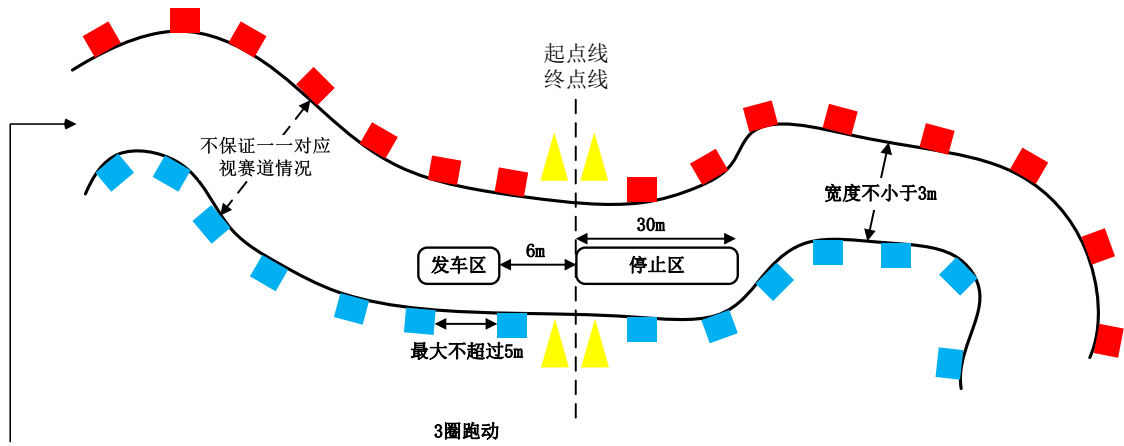 起点线
终点线
不保证一一对应
视赛道情况
宽度不小于3m
30m
6m
发车区
停止区
最大不超过5m
3圈跑动